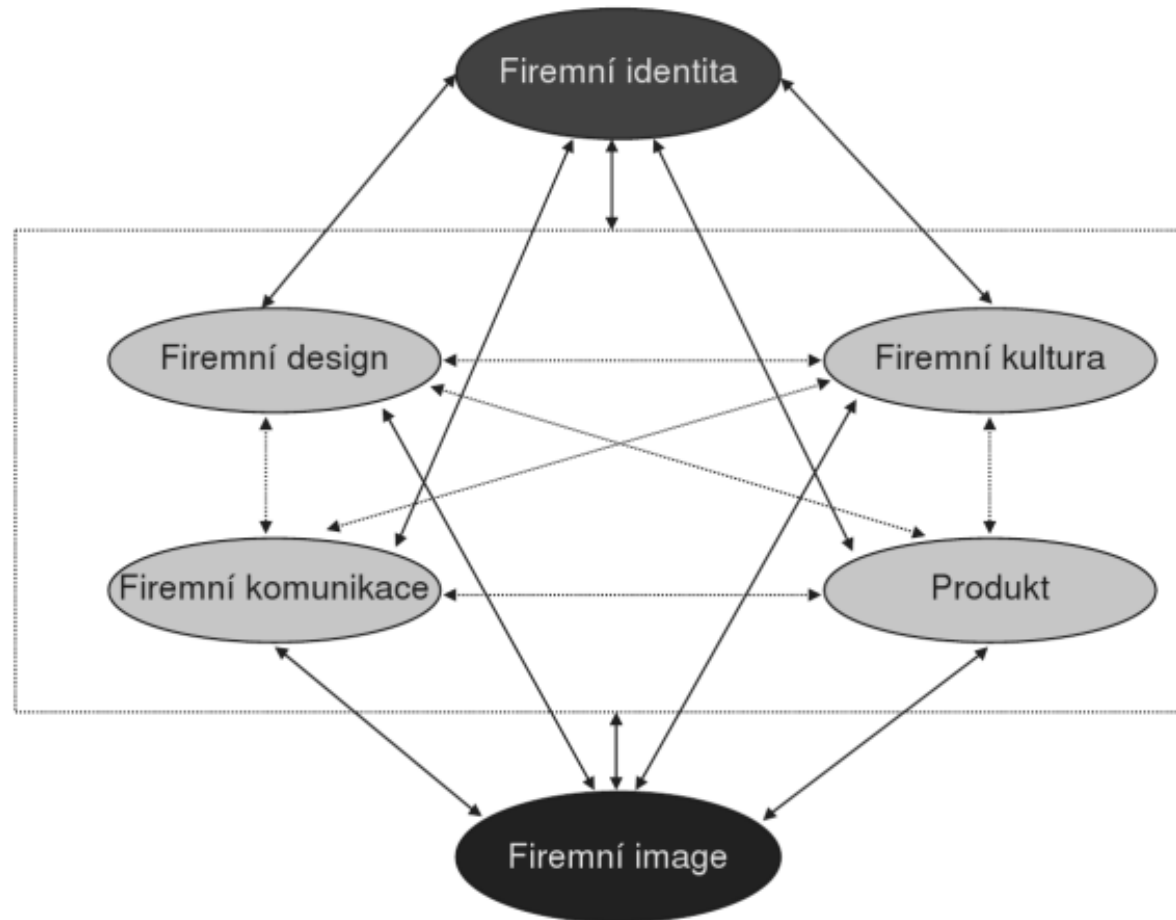 Firemní identita
Firemní design
Firemní kultura
Firemní komunikace
Produkt
Firemní image